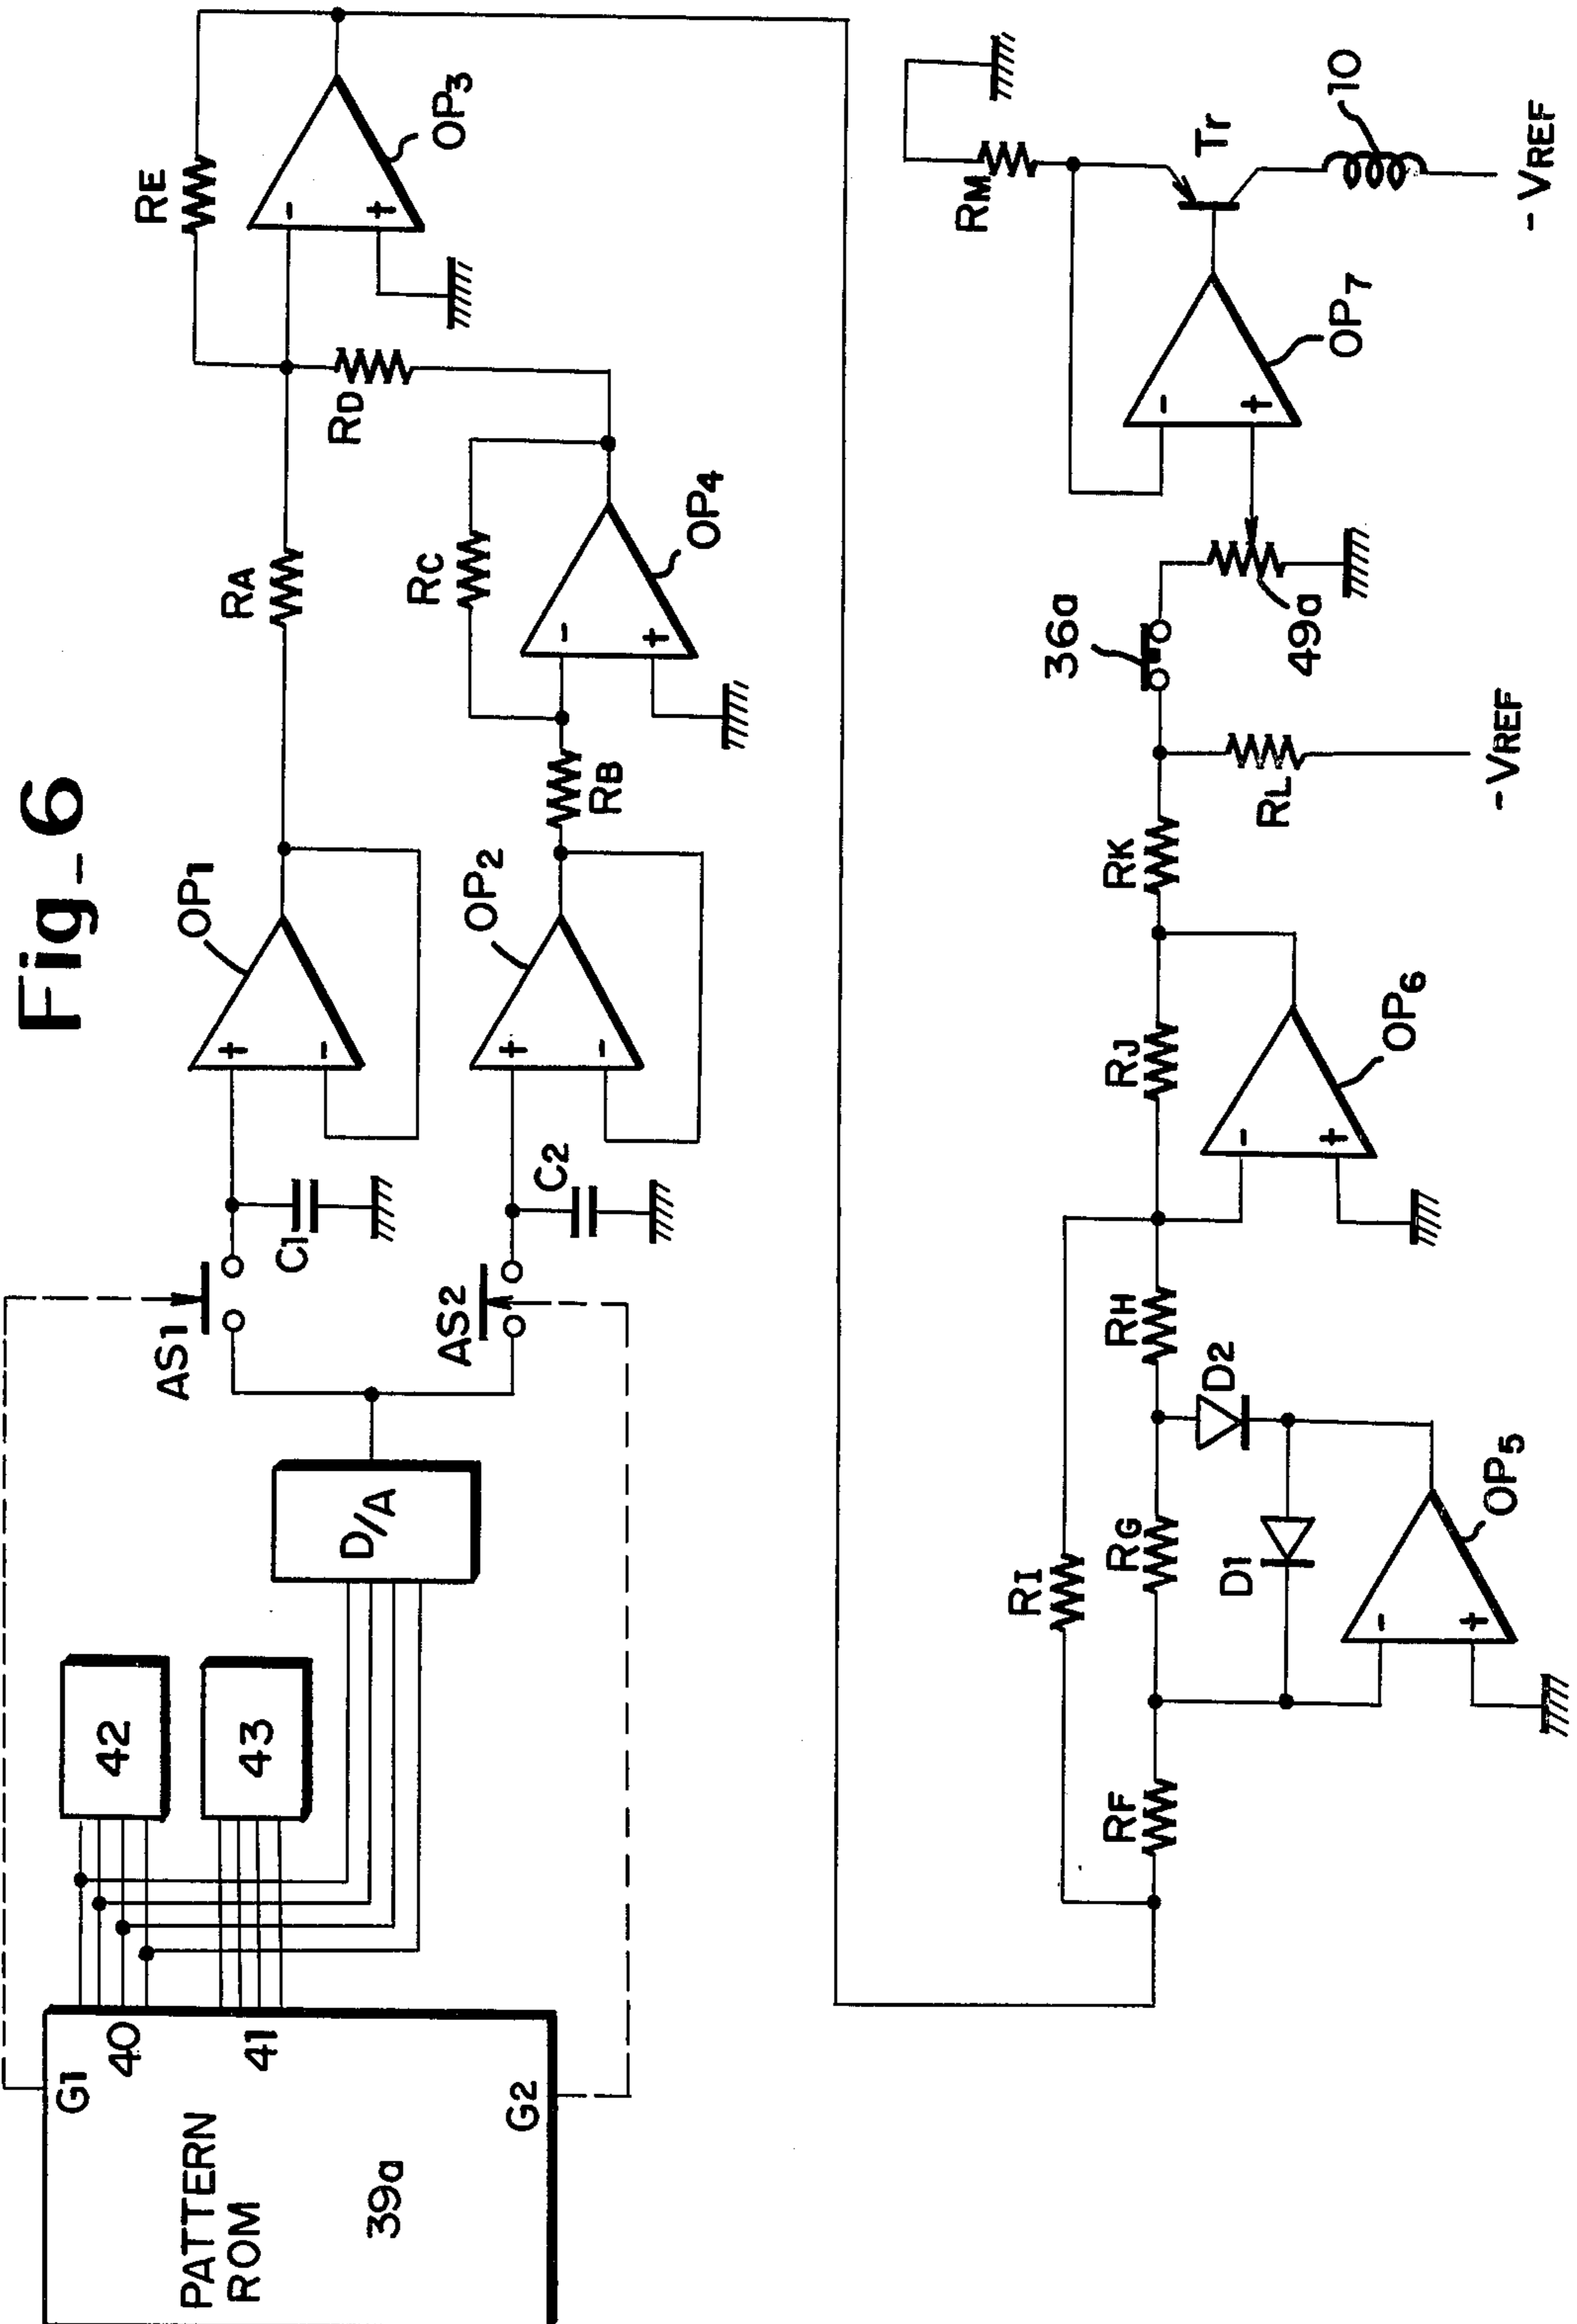 Fig_6
PATTERN
ROM
39a
G1
40
41
G2
42
43
D/A
AS1
AS2
C1
C2
OP1
OP2
RA
RB
RC
OP4
RD
RE
OP3
-
+
-
+
-
+
-
+
RF
RI
RG
D1
D2
OP5
RH
RJ
OP6
RK
RL
-VREF
36a
49a
OP7
RM
Tr
10
-VREF
-
+
-
+
-
+